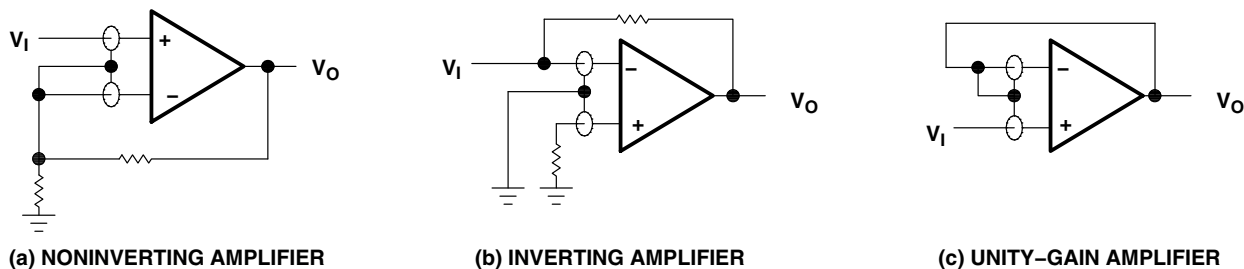 VI
+
−
VO
(a) NONINVERTING AMPLIFIER
VI
−
+
VO
(b) INVERTING AMPLIFIER
−
+
VI
VO
(c) UNITY−GAIN AMPLIFIER